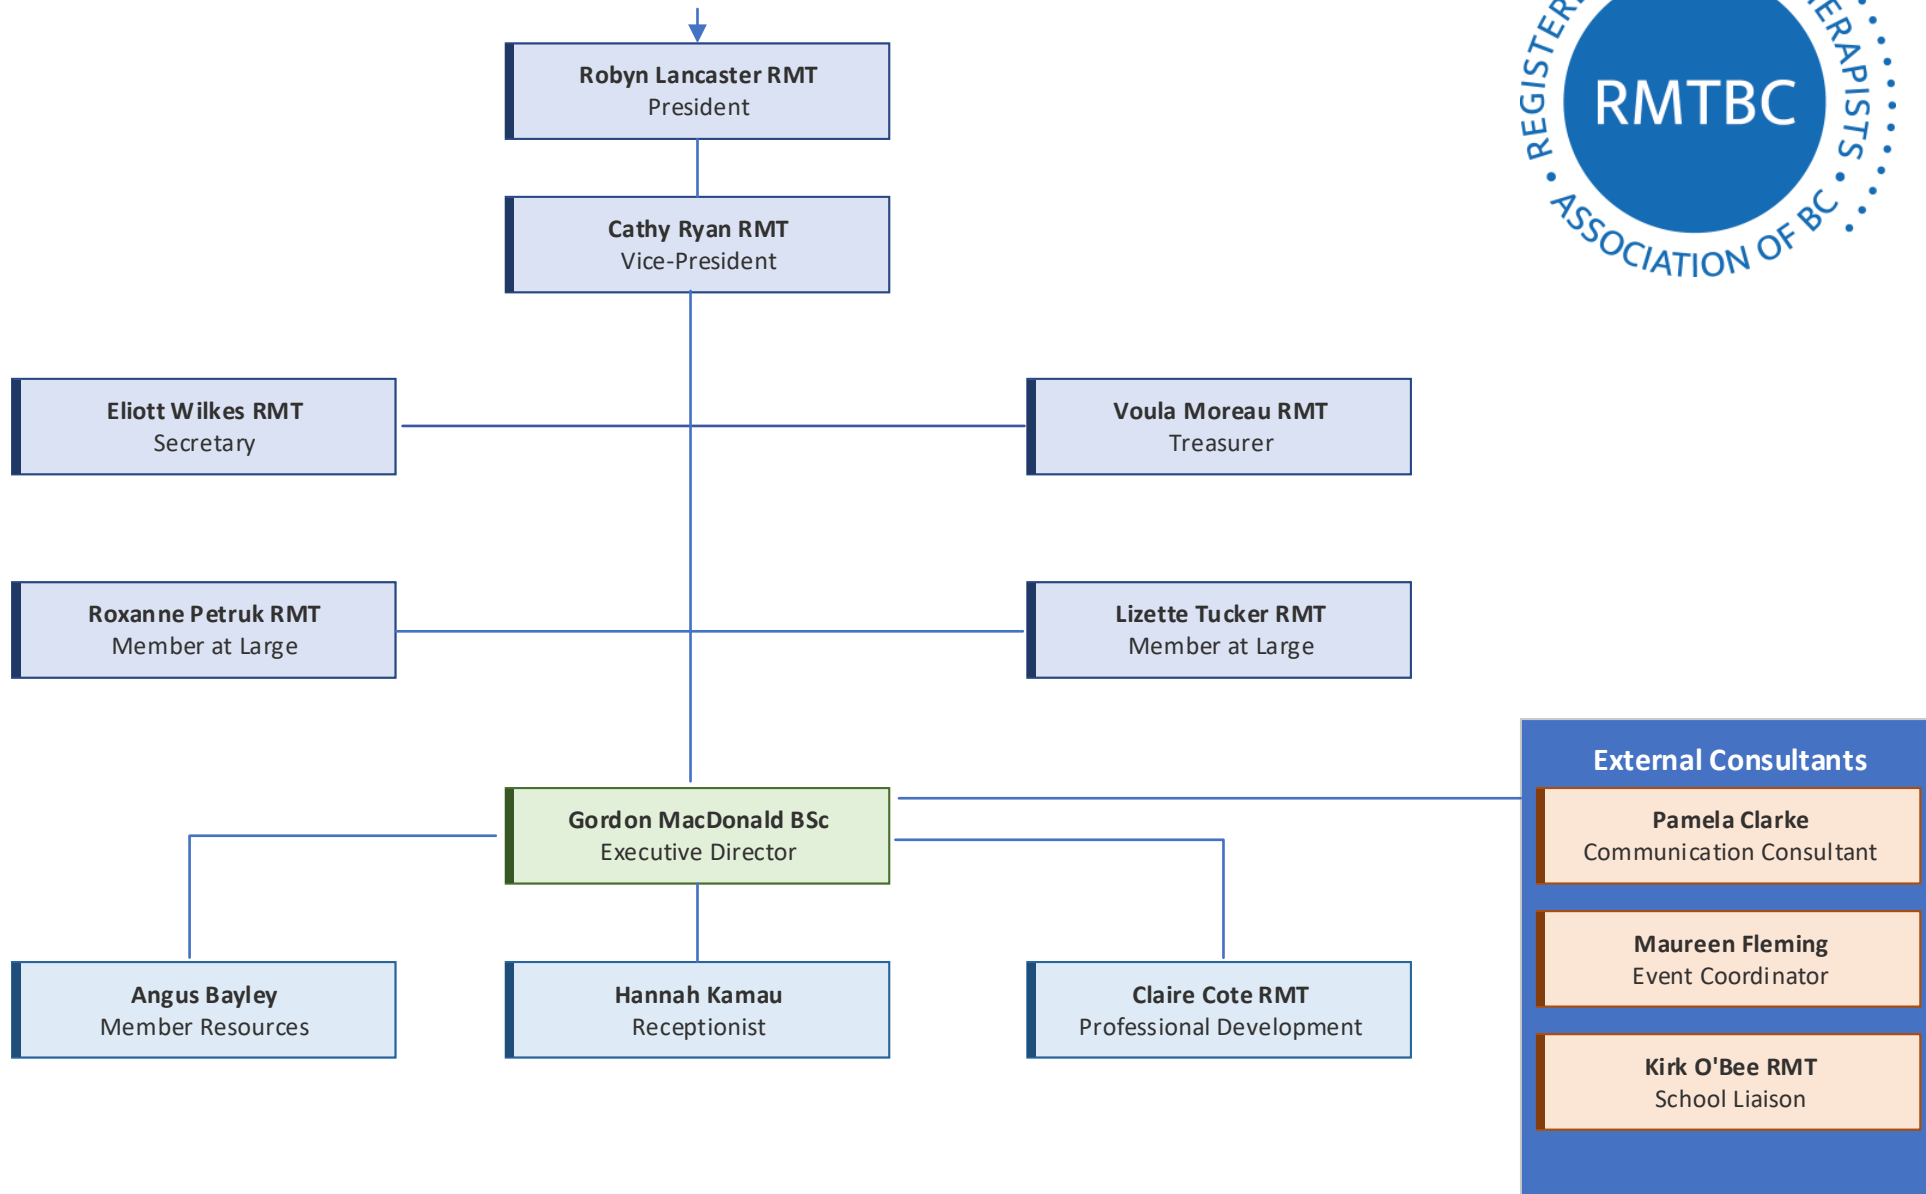 Robyn Lancaster RMT
President
RMTBC
ASSOCIATION OF BC
Cathy Ryan RMT
Vice-President
Eliott Wilkes RMT
Secretary
Voula Moreau RMT
Treasurer
Roxanne Petruk RMT
Member at Large
Lizette Tucker RMT
Member at Large
Gordon MacDonald BSc
Executive Director
Angus Bayley
Member Resources
Hannah Kamau
Receptionist
Claire Cote RMT
Professional Development
External Consultants
Pamela Clarke
Communication Consultant
Maureen Fleming
Event Coordinator
Kirk O'Bee RMT
School Liaison